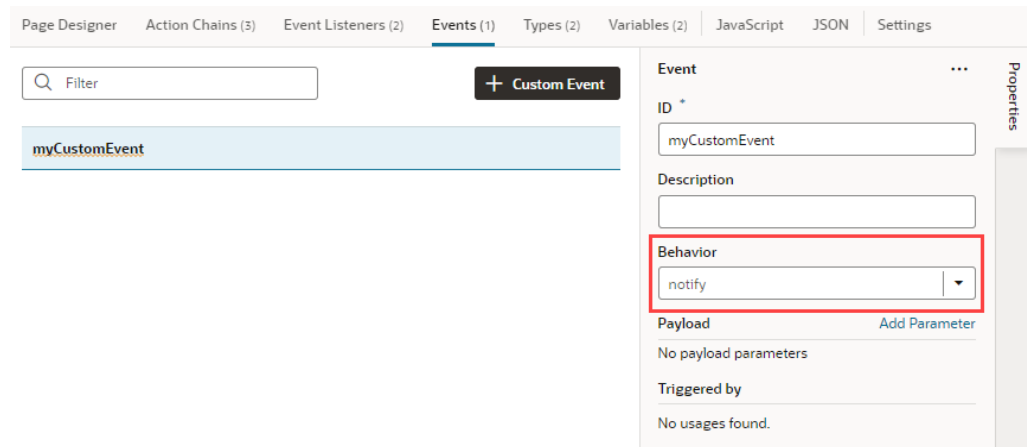 Page Designer Action Chains (3) Event Listeners (2) Events (1) Types (2) Variables (2) JavaScript JSON Settings
Filter
+ Custom Event
myCustomEvent
Event ...
ID *
myCustomEvent
Description
Behavior
notify
Payload Add Parameter
No payload parameters
Triggered by
No usages found.
Properties